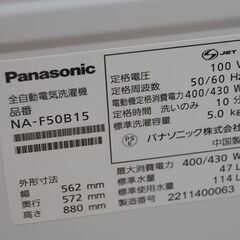 Panasonic
全自動電気洗濯機
品番
NA-F50B15
外形寸法
幅 562 mm
奥行 572 mm
高さ 880 mm
JET
定格電圧 100 V
定格周波数 50/60 Hz
電動機定格消費電力 400/430 W
定格時間 洗いのみ 10 分
標準洗濯容量 5.0 k
PS E
パナソニック株式会
中国製
最大消費電力 400/430 W
標準水量 47 L
標準使用水量 114 L
2211400063